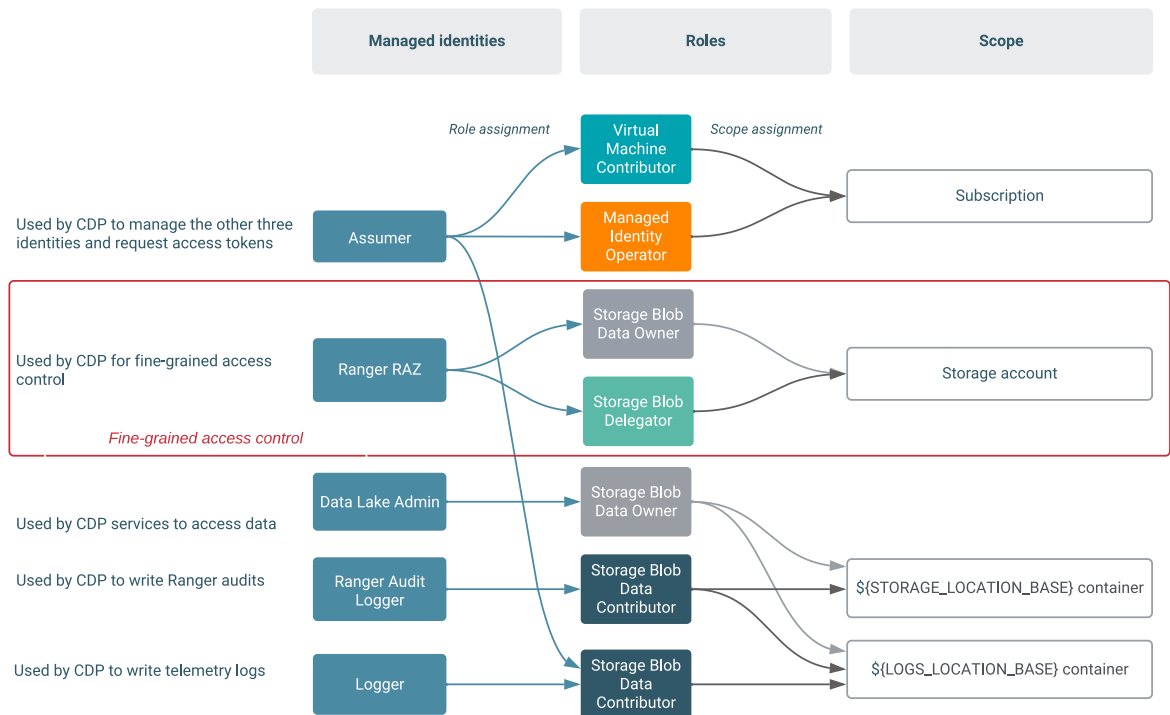 Managed identities
Roles
Scope
Role assignment
Scope assignment
Virtual
Machine
Contributor
Subscription
Used by CDP to manage the other three
identities and request access tokens
Assumer
Managed
Identity
Operator
Storage Blob
Data Owner
Used by CDP for fine-grained access
control
Ranger RAZ
Storage account
Storage Blob
Delegator
Fine-grained access control
Data Lake Admin
Storage Blob
Data Owner
Used by CDP services to access data
Used by CDP to write Ranger audits
Ranger Audit
Logger
Storage Blob
Data
Contributor
${STORAGE_LOCATION_BASE} container
Used by CDP to write telemetry logs
Logger
Storage Blob
Data
Contributor
${LOGS_LOCATION_BASE} container